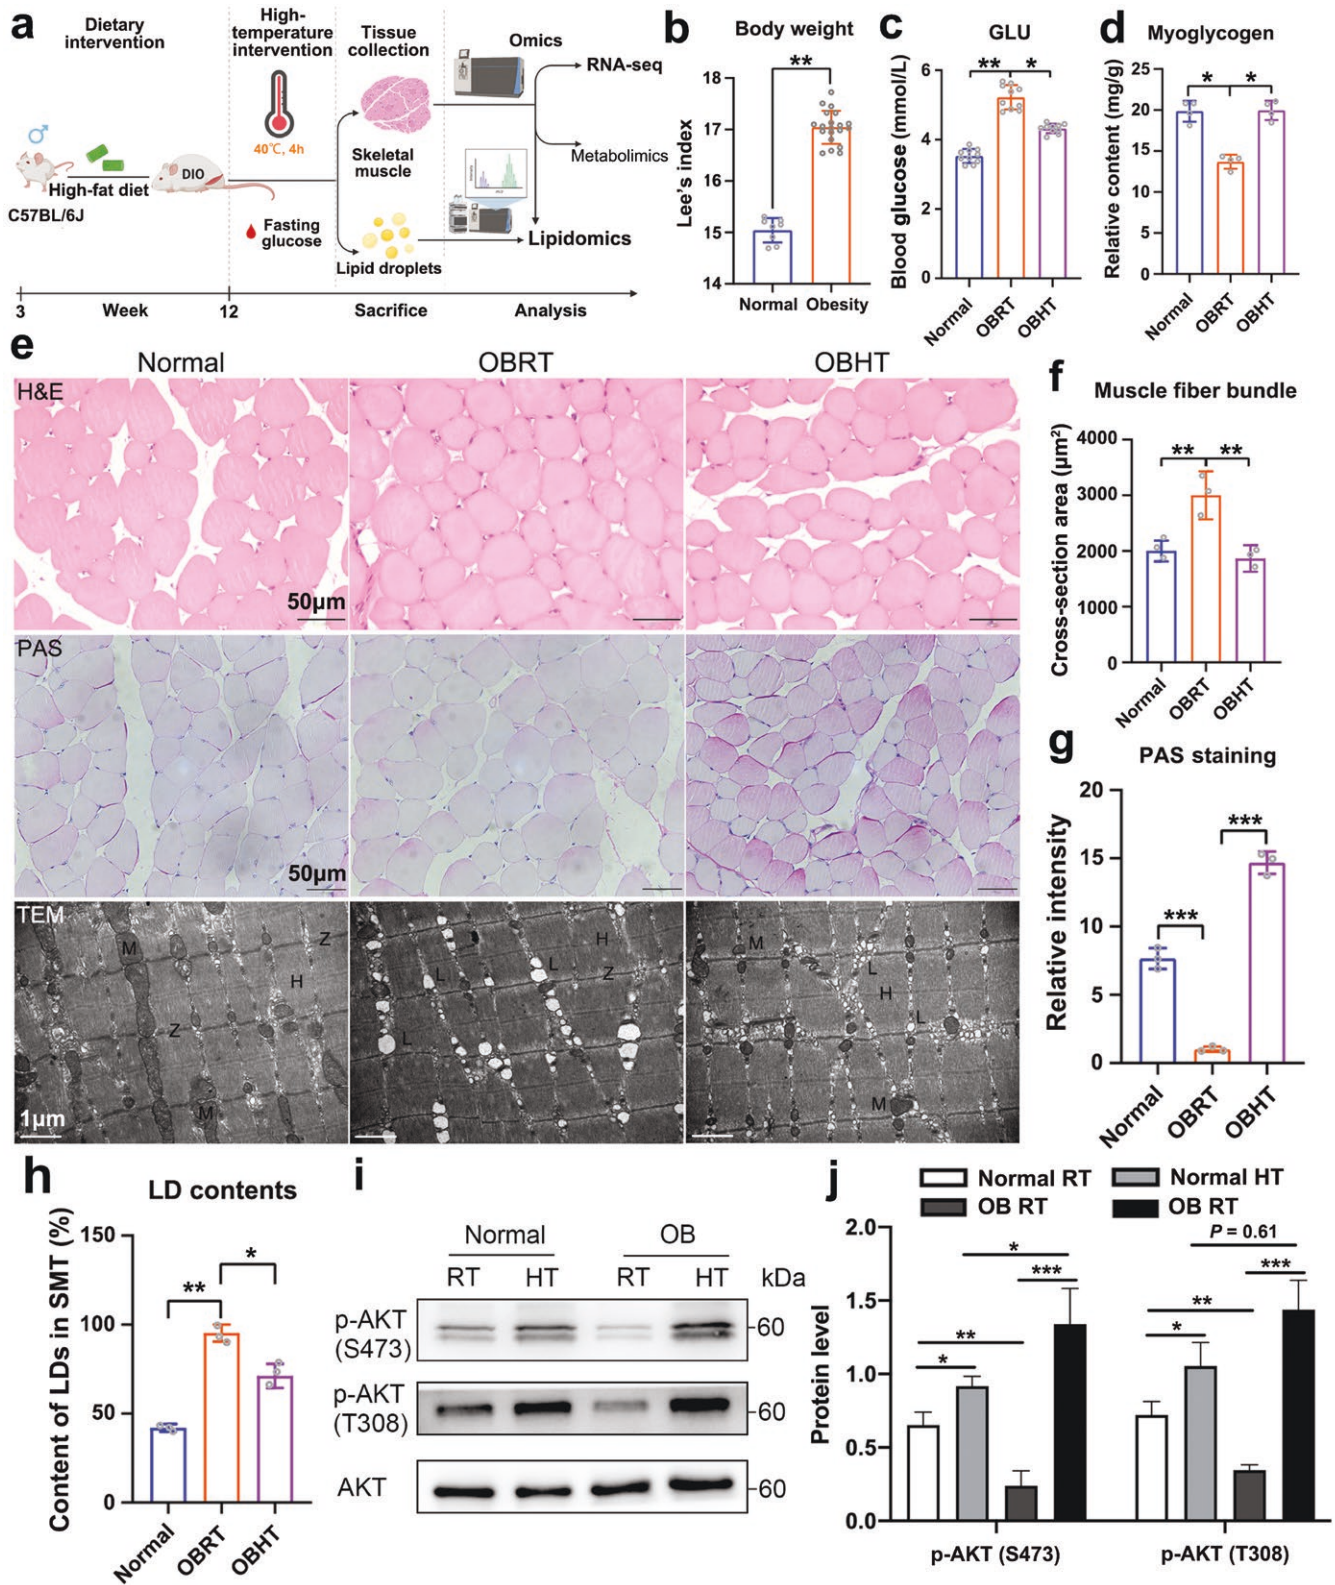 a
Dietary
intervention
High-
temperature
intervention
Tissue
collection
Omics
RNA-seq
40℃, 4h
♂
DIO
High-fat diet
C57BL/6J
Skeletal
muscle
Metabolimics
Fasting
glucose
Lipid droplets
Lipidomics
3
Week
12
Sacrifice
Analysis
b
Body weight
**
Lee's index
18
17
16
15
14
Normal
Obesity
c
GLU
** *
Blood glucose (mmol/L)
6
4
2
0
Normal
OBRT
OBHT
d
Myoglycogen
* *
Relative content (mg/g)
25
20
15
10
5
0
Normal
OBRT
OBHT
e
Normal
OBRT
OBHT
H&E
50μm
PAS
50μm
TEM
M
Z
H
Z
M
1μm
H
L
L
Z
L
M
L
H
L
M
f
Muscle fiber bundle
** **
Cross-section area (μm²)
4000
3000
2000
1000
0
Normal
OBRT
OBHT
g
PAS staining
***
***
Relative intensity
20
15
10
5
0
Normal
OBRT
OBHT
h
LD contents
*
**
Content of LDs in SMT (%)
150
100
50
0
Normal
OBRT
OBHT
i
Normal
OB
RT HT RT HT kDa
p-AKT
(S473)
-60
p-AKT
(T308)
-60
AKT
-60
j
Normal RT
Normal HT
OB RT
OB RT
Protein level
2.0
1.5
1.0
0.5
0.0
*
***
**
*
P = 0.61
***
**
*
p-AKT (S473)
p-AKT (T308)